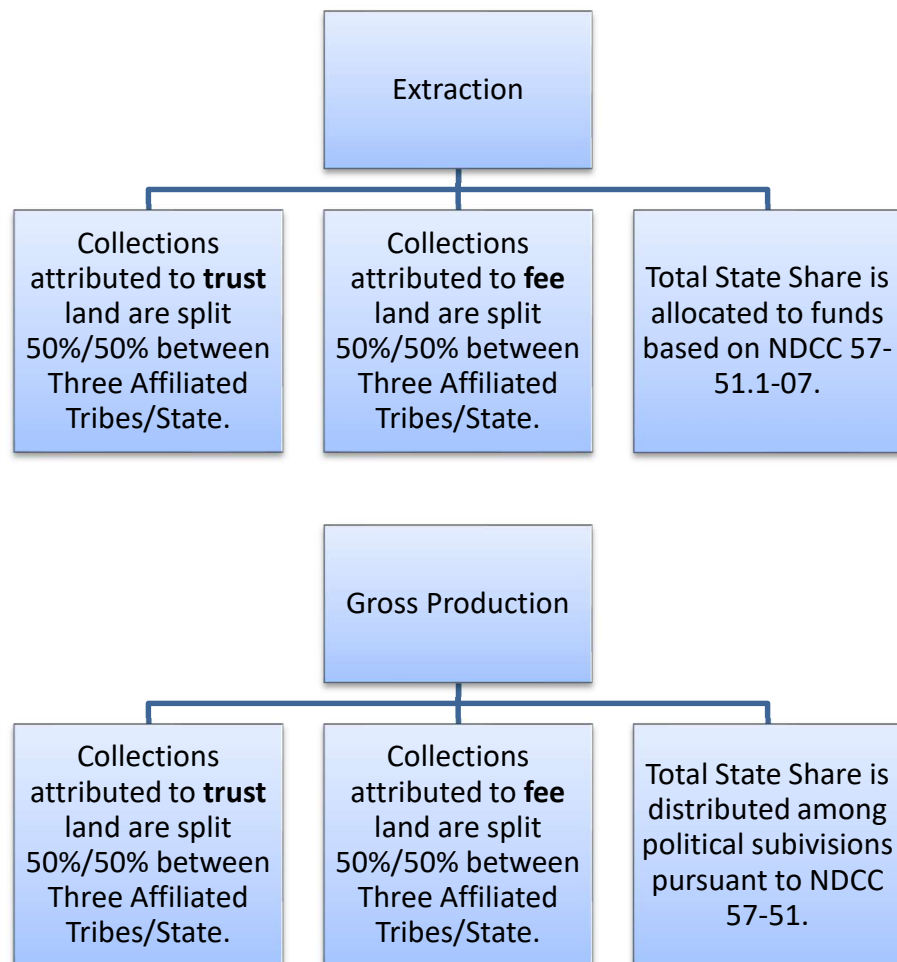 Extraction
Collections
attributed to trust
land are split
50%/50% between
Three Affiliated
Tribes/State.
Collections
attributed to fee
land are split
50%/50% between
Three Affiliated
Tribes/State.
Total State Share is
allocated to funds
based on NDCC 57-
51.1-07.
Gross Production
Collections
attributed to trust
land are split
50%/50% between
Three Affiliated
Tribes/State.
Collections
attributed to fee
land are split
50%/50% between
Three Affiliated
Tribes/State.
Total State Share is
distributed among
political subivisions
pursuant to NDCC
57-51.